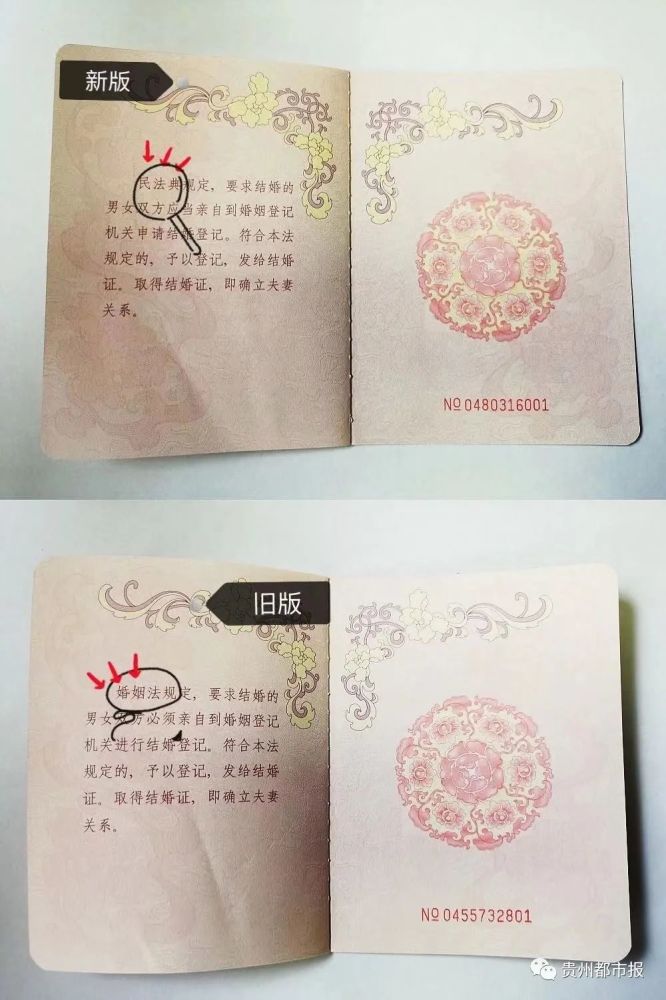 新版
民法典规定，要求结婚的
男女双方应当亲自到婚姻登记
机关申请结婚登记。符合本法
规定的，予以登记，发给结婚
证。取得结婚证，即确立夫妻
关系。
NO 0480316001
旧版
婚姻法规定，要求结婚的
男女双方必须亲自到婚姻登记
机关进行结婚登记。符合本法
规定的，予以登记，发给结婚
证。取得结婚证，即确立夫妻
关系。
NO 0455732801
贵州都市报